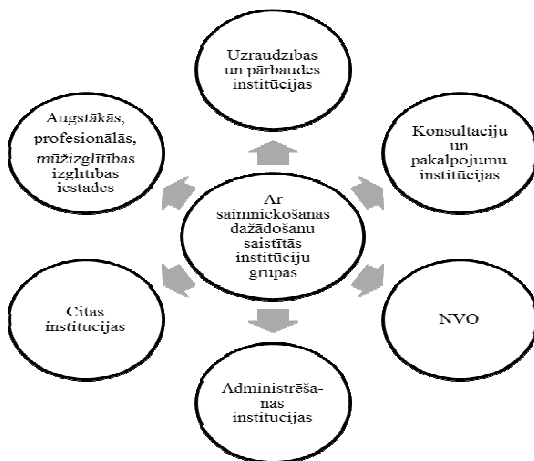 Uzraudzības
un pārbaudes
institūcijas
Augstākās,
profesionālās,
mūžizglītības
izglītības
iestādes
Konsultāciju
un
pakalpojumu
institūcijas
Ar
saimniekošanas
dažādošanu
saistītās
institūciju
grupas
Citas
institūcijas
NVO
Administrēša-
nas
institūcijas